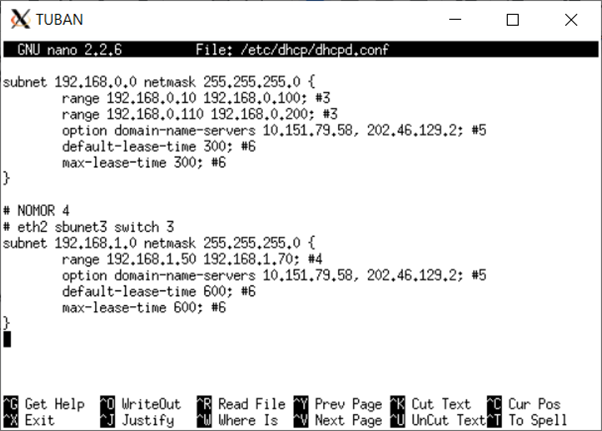 TUBAN
GNU nano 2.2.6 File: /etc/dhcp/dhcpd.conf
subnet 192.168.0.0 netmask 255.255.255.0 {
range 192.168.0.10 192.168.0.100; #3
range 192.168.0.110 192.168.0.200; #3
option domain-name-servers 10.151.79.58, 202.46.129.2; #5
default-lease-time 300; #6
max-lease-time 300; #6
}
# NOMOR 4
# eth2 sbunet3 switch 3
subnet 192.168.1.0 netmask 255.255.255.0 {
range 192.168.1.50 192.168.1.70; #4
option domain-name-servers 10.151.79.58, 202.46.129.2; #5
default-lease-time 600; #6
max-lease-time 600; #6
}
^G Get Help ^O WriteOut ^R Read File ^Y Prev Page ^K Cut Text ^C Cur Pos
^X Exit ^J Justify ^W Where Is ^V Next Page ^U UnCut Text ^T To Spell